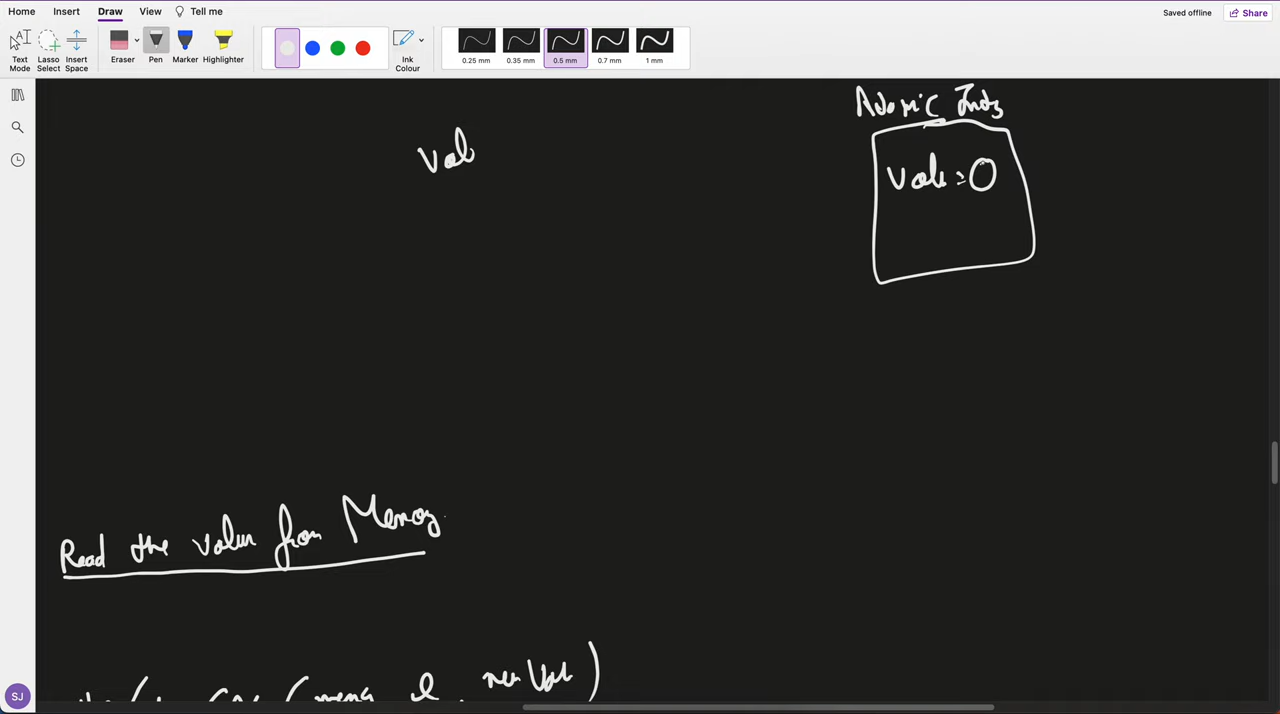 Home Insert Draw View Tell me
Saved offline Share
Text Mode Lasso Select Insert Space Eraser Pen Marker Highlighter Ink Colour 0.25 mm 0.35 mm 0.5 mm 0.7 mm 1 mm
Atomic
val
val = 0
Read the value from Memory
CAS (
SJ